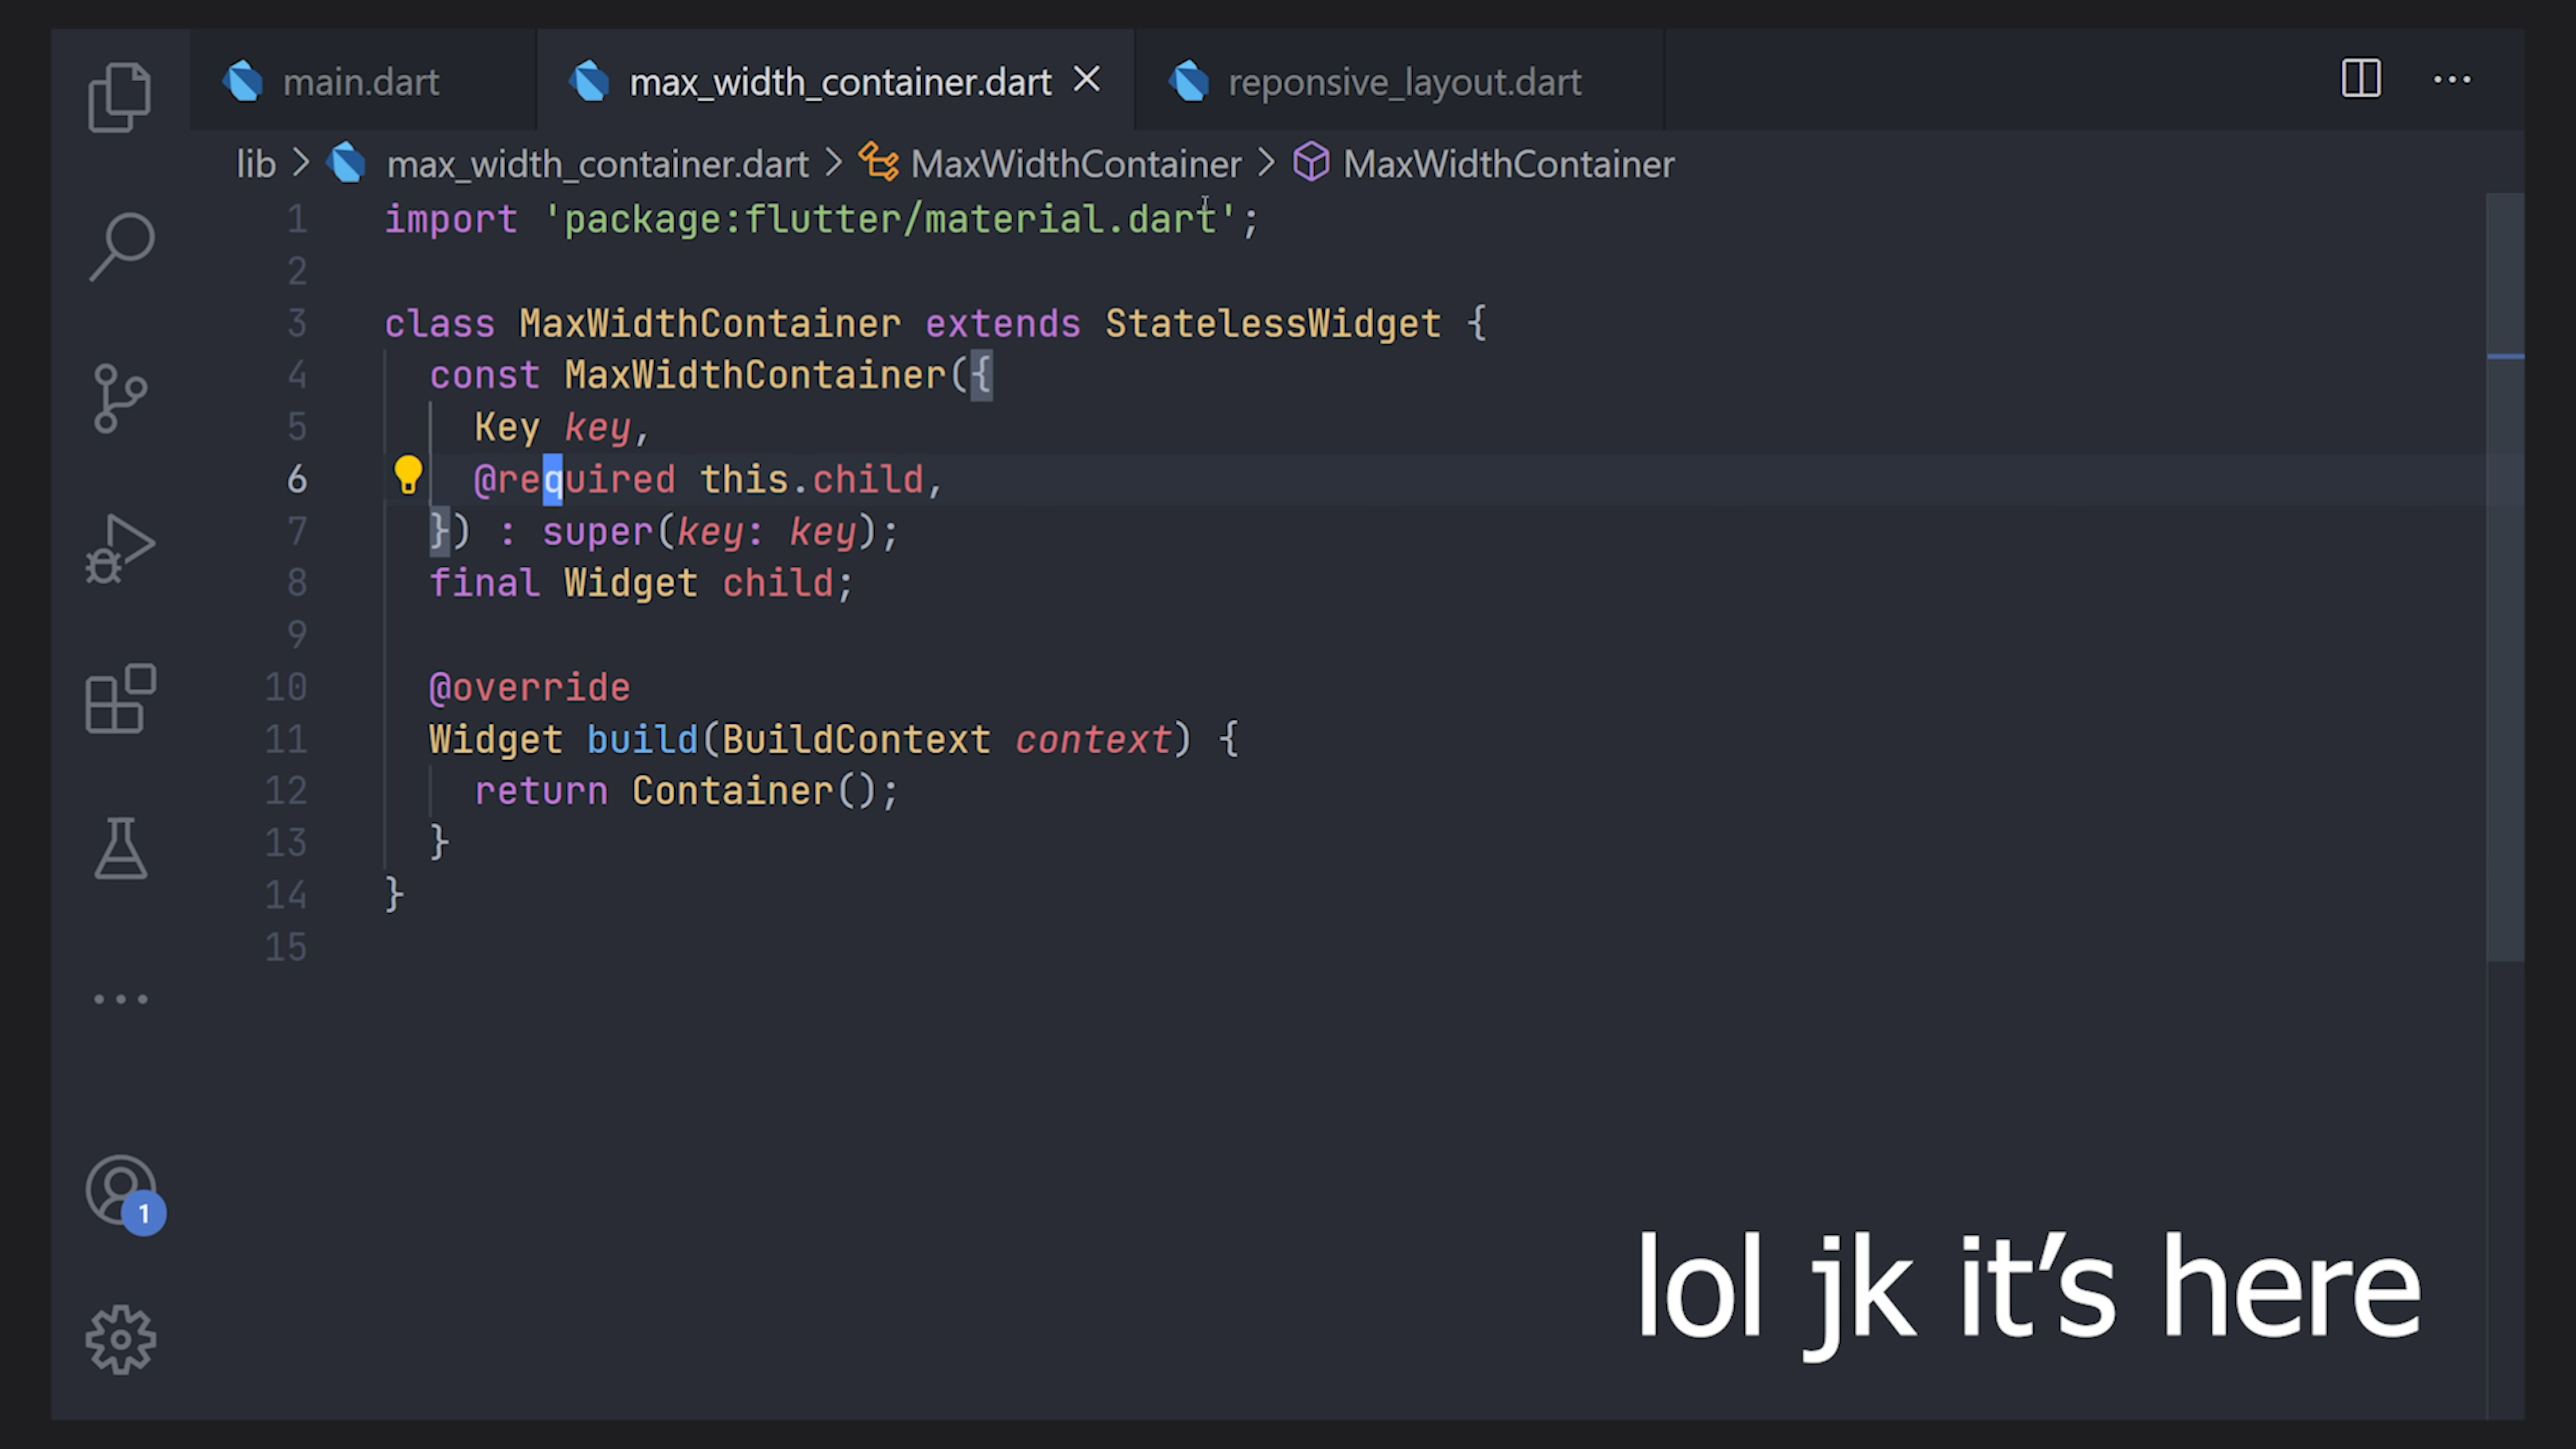 main.dart
max_width_container.dart
reponsive_layout.dart
lib > max_width_container.dart > MaxWidthContainer > MaxWidthContainer
1 import 'package:flutter/material.dart';
2
3 class MaxWidthContainer extends StatelessWidget {
4 const MaxWidthContainer({
5 Key key,
6 @required this.child,
7 }) : super(key: key);
8 final Widget child;
9
10 @override
11 Widget build(BuildContext context) {
12 return Container();
13 }
14 }
15
1
lol jk it’s here